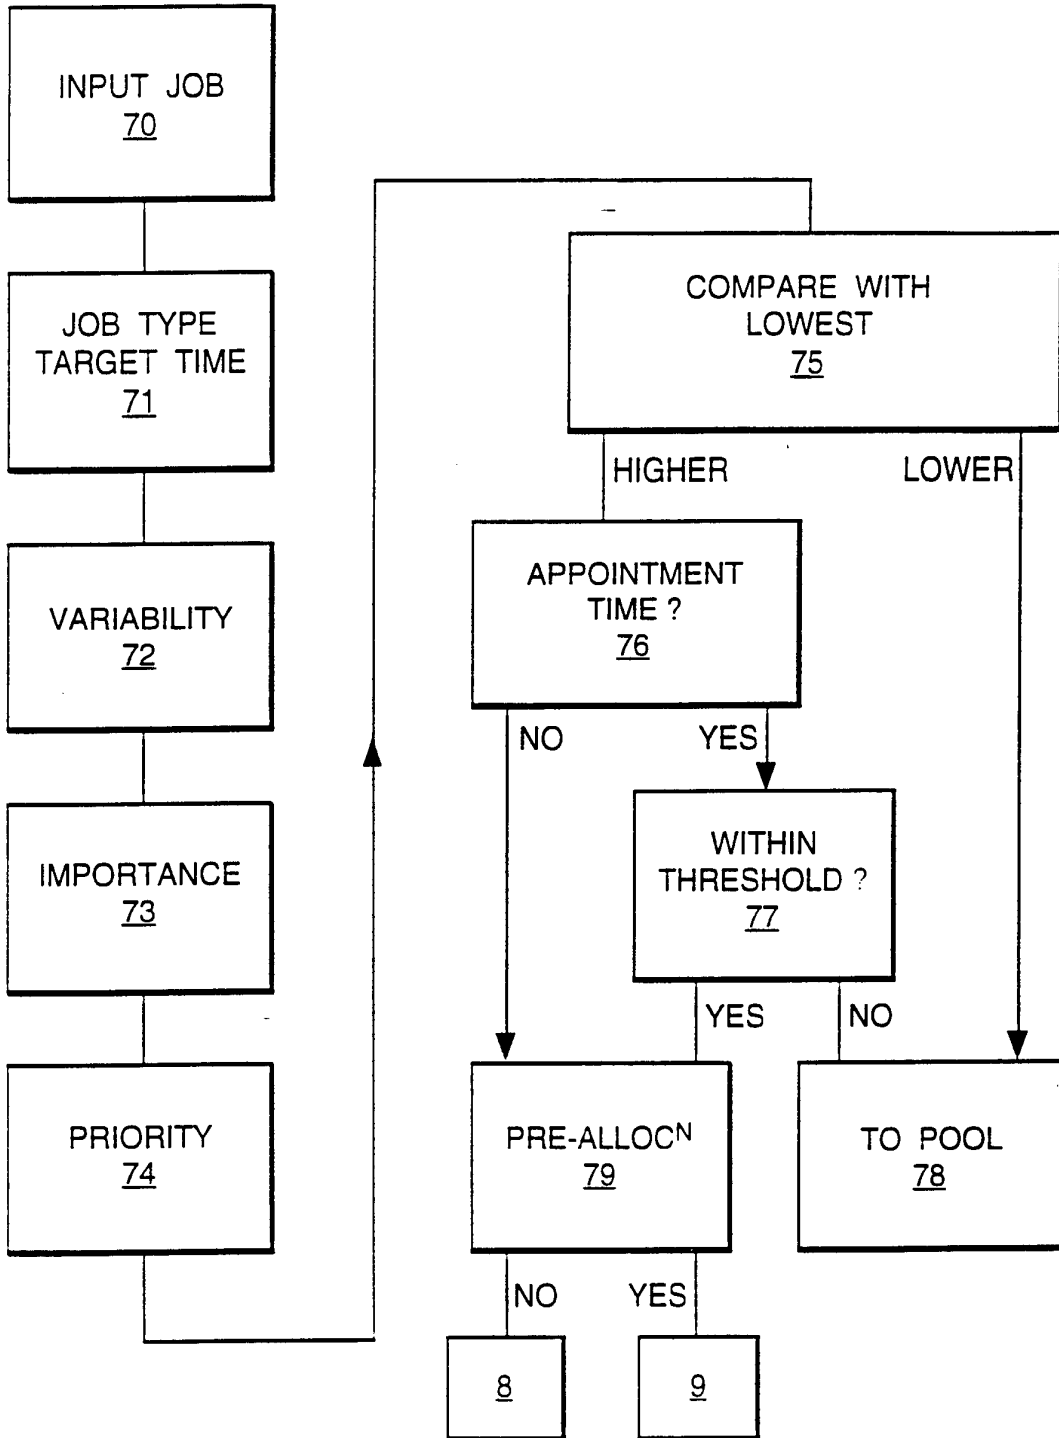 INPUT JOB
70
JOB TYPE
TARGET TIME
71
VARIABILITY
72
IMPORTANCE
73
PRIORITY
74
COMPARE WITH
LOWEST
75
HIGHER
LOWER
APPOINTMENT
TIME ?
76
NO
YES
WITHIN
THRESHOLD ?
77
YES
NO
PRE-ALLOCᴺ
79
TO POOL
78
NO
YES
8
9